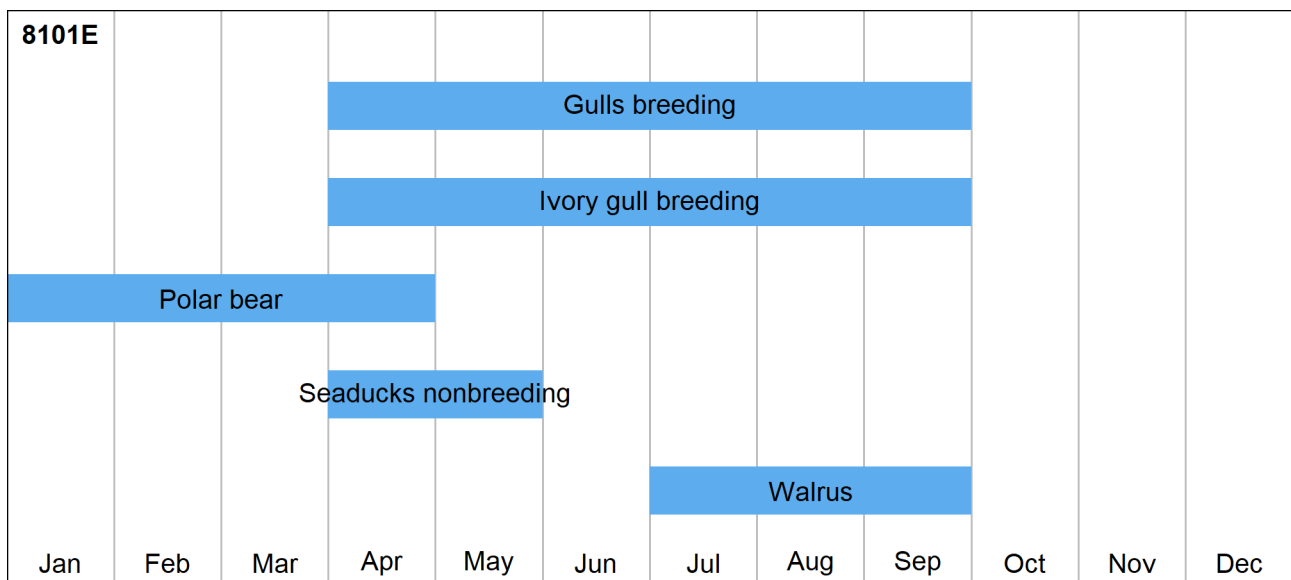 8101E
Gulls breeding
Ivory gull breeding
Polar bear
Seaducks nonbreeding
Walrus
Jan Feb Mar Apr May Jun Jul Aug Sep Oct Nov Dec